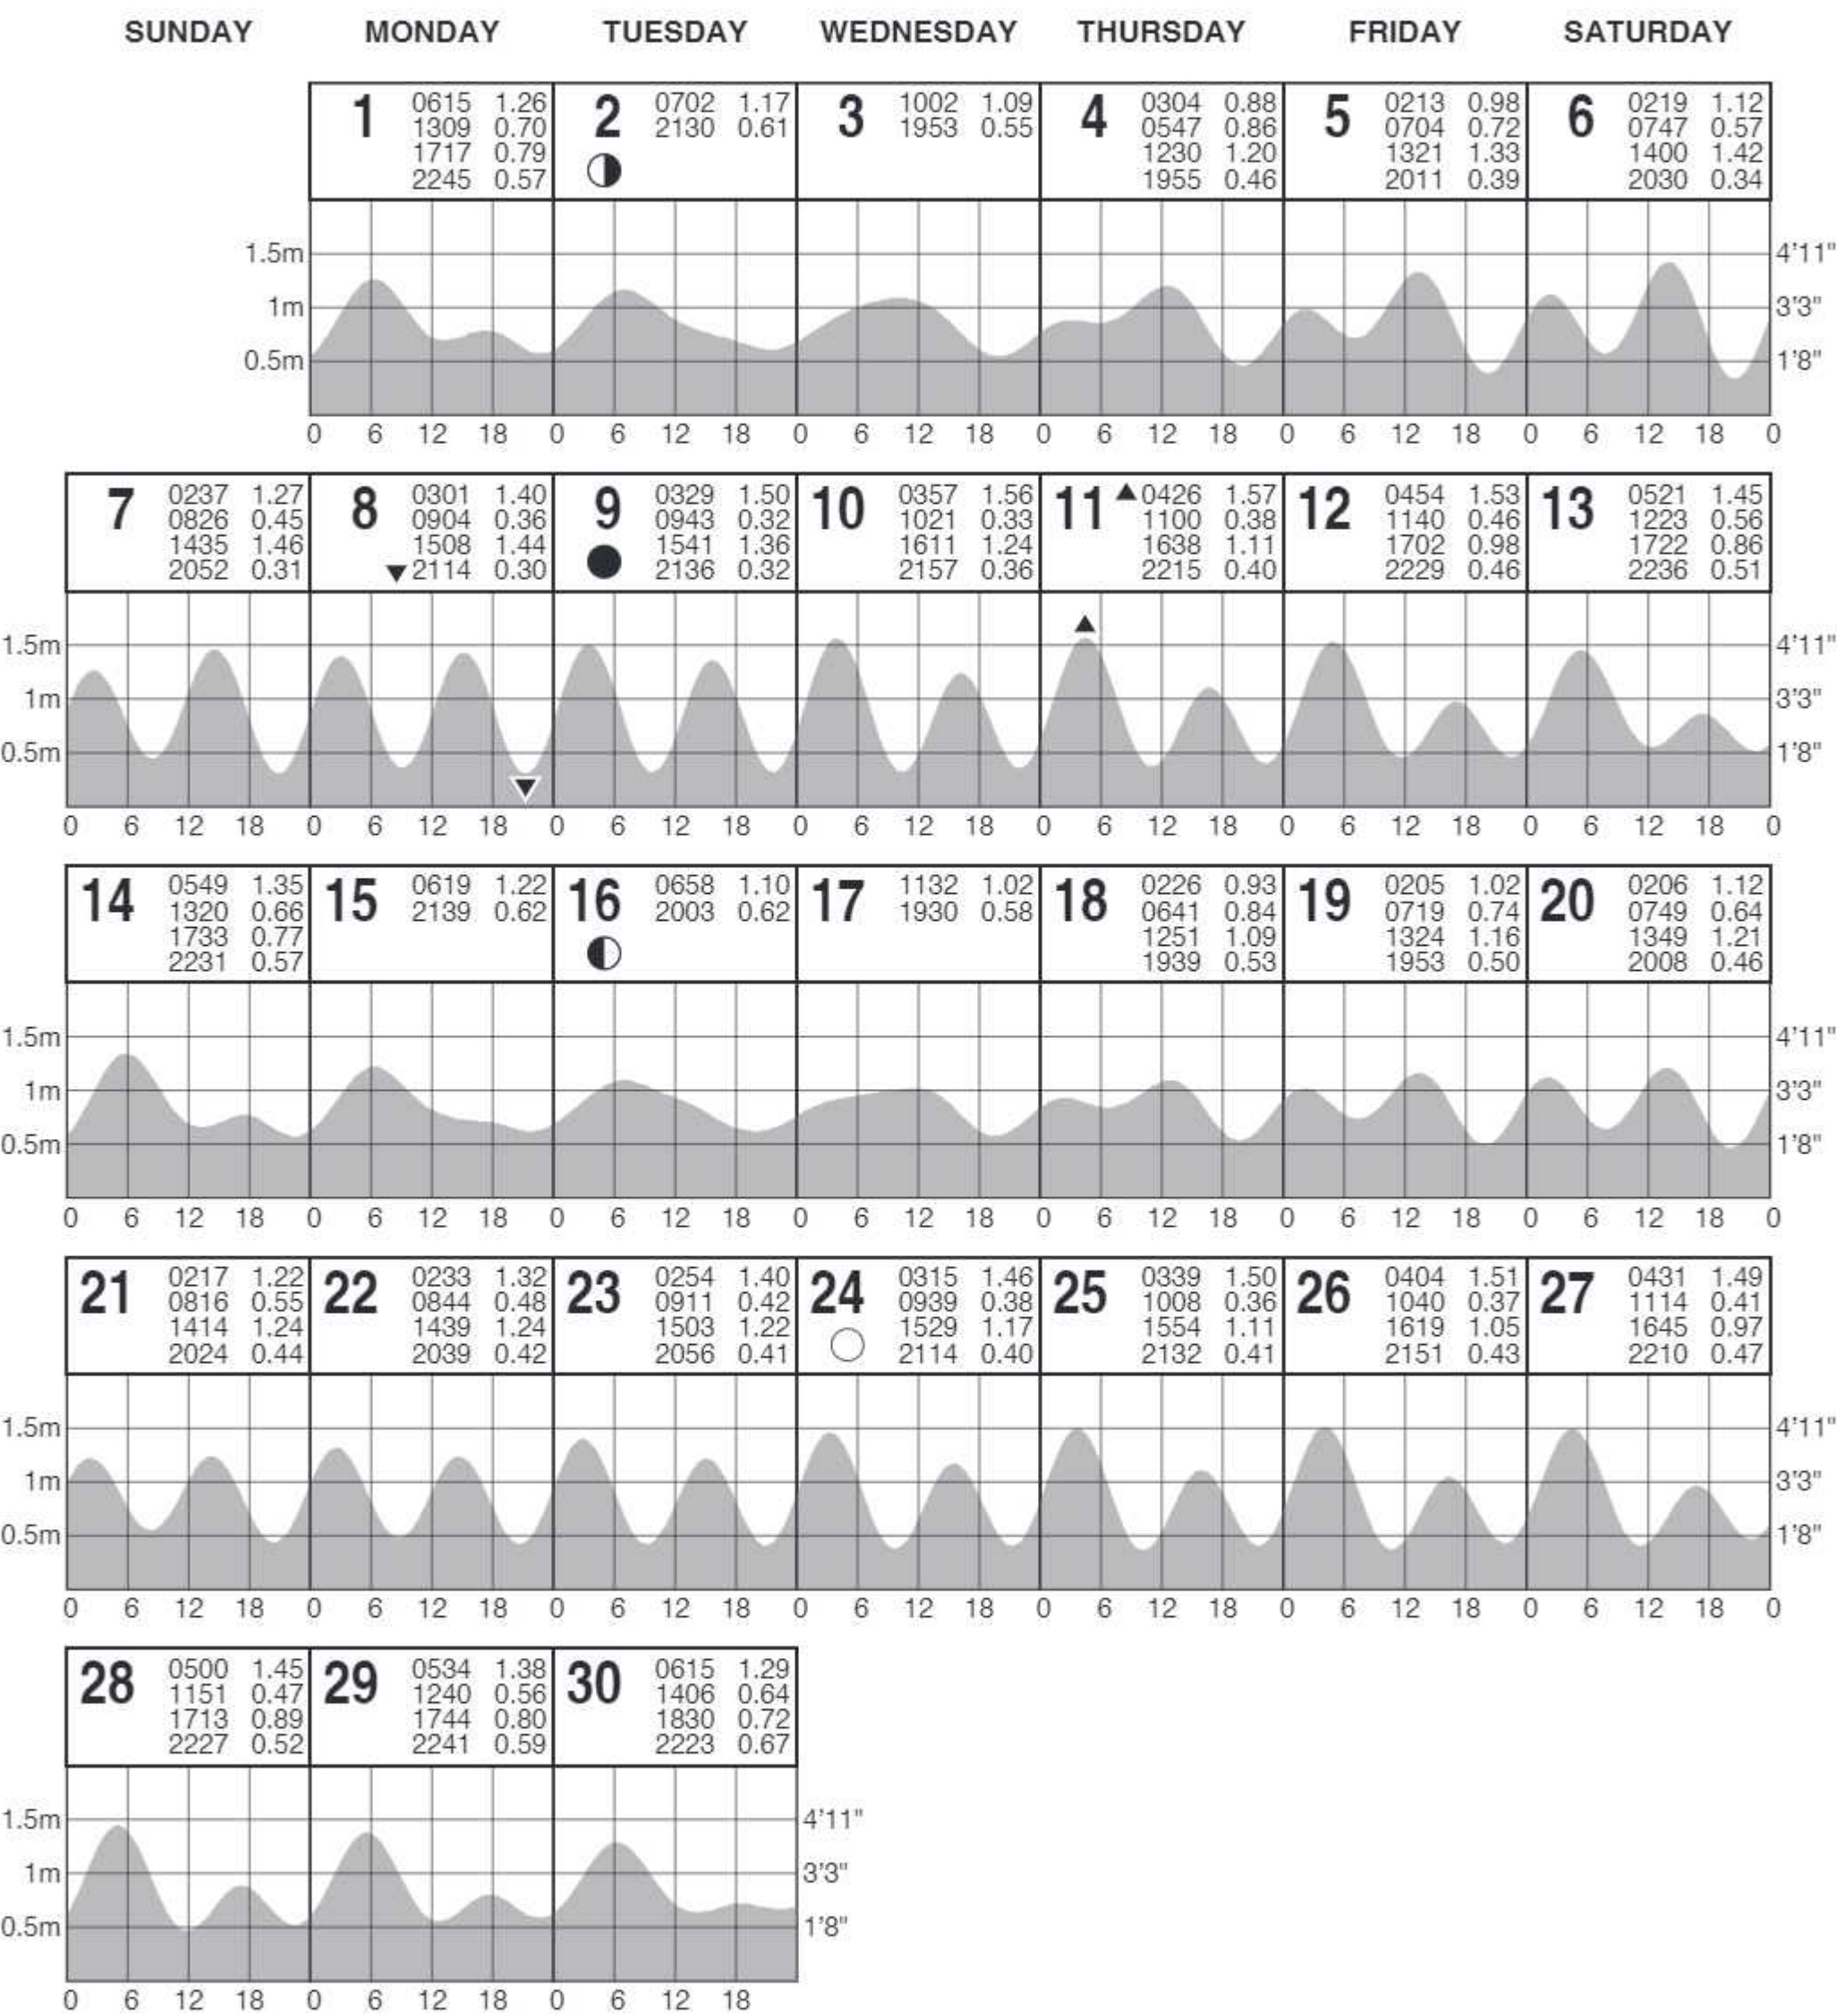 SUNDAY MONDAY TUESDAY WEDNESDAY THURSDAY FRIDAY SATURDAY
1 0615 1.26
1309 0.70
1717 0.79
2245 0.57
2 0702 1.17
2130 0.61
3 1002 1.09
1953 0.55
4 0304 0.88
0547 0.86
1230 1.20
1955 0.46
5 0213 0.98
0704 0.72
1321 1.33
2011 0.39
6 0219 1.12
0747 0.57
1400 1.42
2030 0.34
1.5m 4'11"
1m 3'3"
0.5m 1'8"
0 6 12 18 0 6 12 18 0 6 12 18 0 6 12 18 0 6 12 18 0 6 12 18 0
7 0237 1.27
0826 0.45
1435 1.46
2052 0.31
8 0301 1.40
0904 0.36
1508 1.44
▼ 2114 0.30
9 0329 1.50
0943 0.32
1541 1.36
2136 0.32
10 0357 1.56
1021 0.33
1611 1.24
2157 0.36
11 ▲ 0426 1.57
1100 0.38
1638 1.11
2215 0.40
12 0454 1.53
1140 0.46
1702 0.98
2229 0.46
13 0521 1.45
1223 0.56
1722 0.86
2236 0.51
1.5m 4'11"
1m 3'3"
0.5m 1'8"
0 6 12 18 0 6 12 18 0 6 12 18 0 6 12 18 0 6 12 18 0 6 12 18 0 6 12 18 0
14 0549 1.35
1320 0.66
1733 0.77
2231 0.57
15 0619 1.22
2139 0.62
16 0658 1.10
2003 0.62
17 1132 1.02
1930 0.58
18 0226 0.93
0641 0.84
1251 1.09
1939 0.53
19 0205 1.02
0719 0.74
1324 1.16
1953 0.50
20 0206 1.12
0749 0.64
1349 1.21
2008 0.46
1.5m 4'11"
1m 3'3"
0.5m 1'8"
0 6 12 18 0 6 12 18 0 6 12 18 0 6 12 18 0 6 12 18 0 6 12 18 0 6 12 18 0
21 0217 1.22
0816 0.55
1414 1.24
2024 0.44
22 0233 1.32
0844 0.48
1439 1.24
2039 0.42
23 0254 1.40
0911 0.42
1503 1.22
2056 0.41
24 0315 1.46
0939 0.38
1529 1.17
2114 0.40
25 0339 1.50
1008 0.36
1554 1.11
2132 0.41
26 0404 1.51
1040 0.37
1619 1.05
2151 0.43
27 0431 1.49
1114 0.41
1645 0.97
2210 0.47
1.5m 4'11"
1m 3'3"
0.5m 1'8"
0 6 12 18 0 6 12 18 0 6 12 18 0 6 12 18 0 6 12 18 0 6 12 18 0 6 12 18 0
28 0500 1.45
1151 0.47
1713 0.89
2227 0.52
29 0534 1.38
1240 0.56
1744 0.80
2241 0.59
30 0615 1.29
1406 0.64
1830 0.72
2223 0.67
1.5m 4'11"
1m 3'3"
0.5m 1'8"
0 6 12 18 0 6 12 18 0 6 12 18